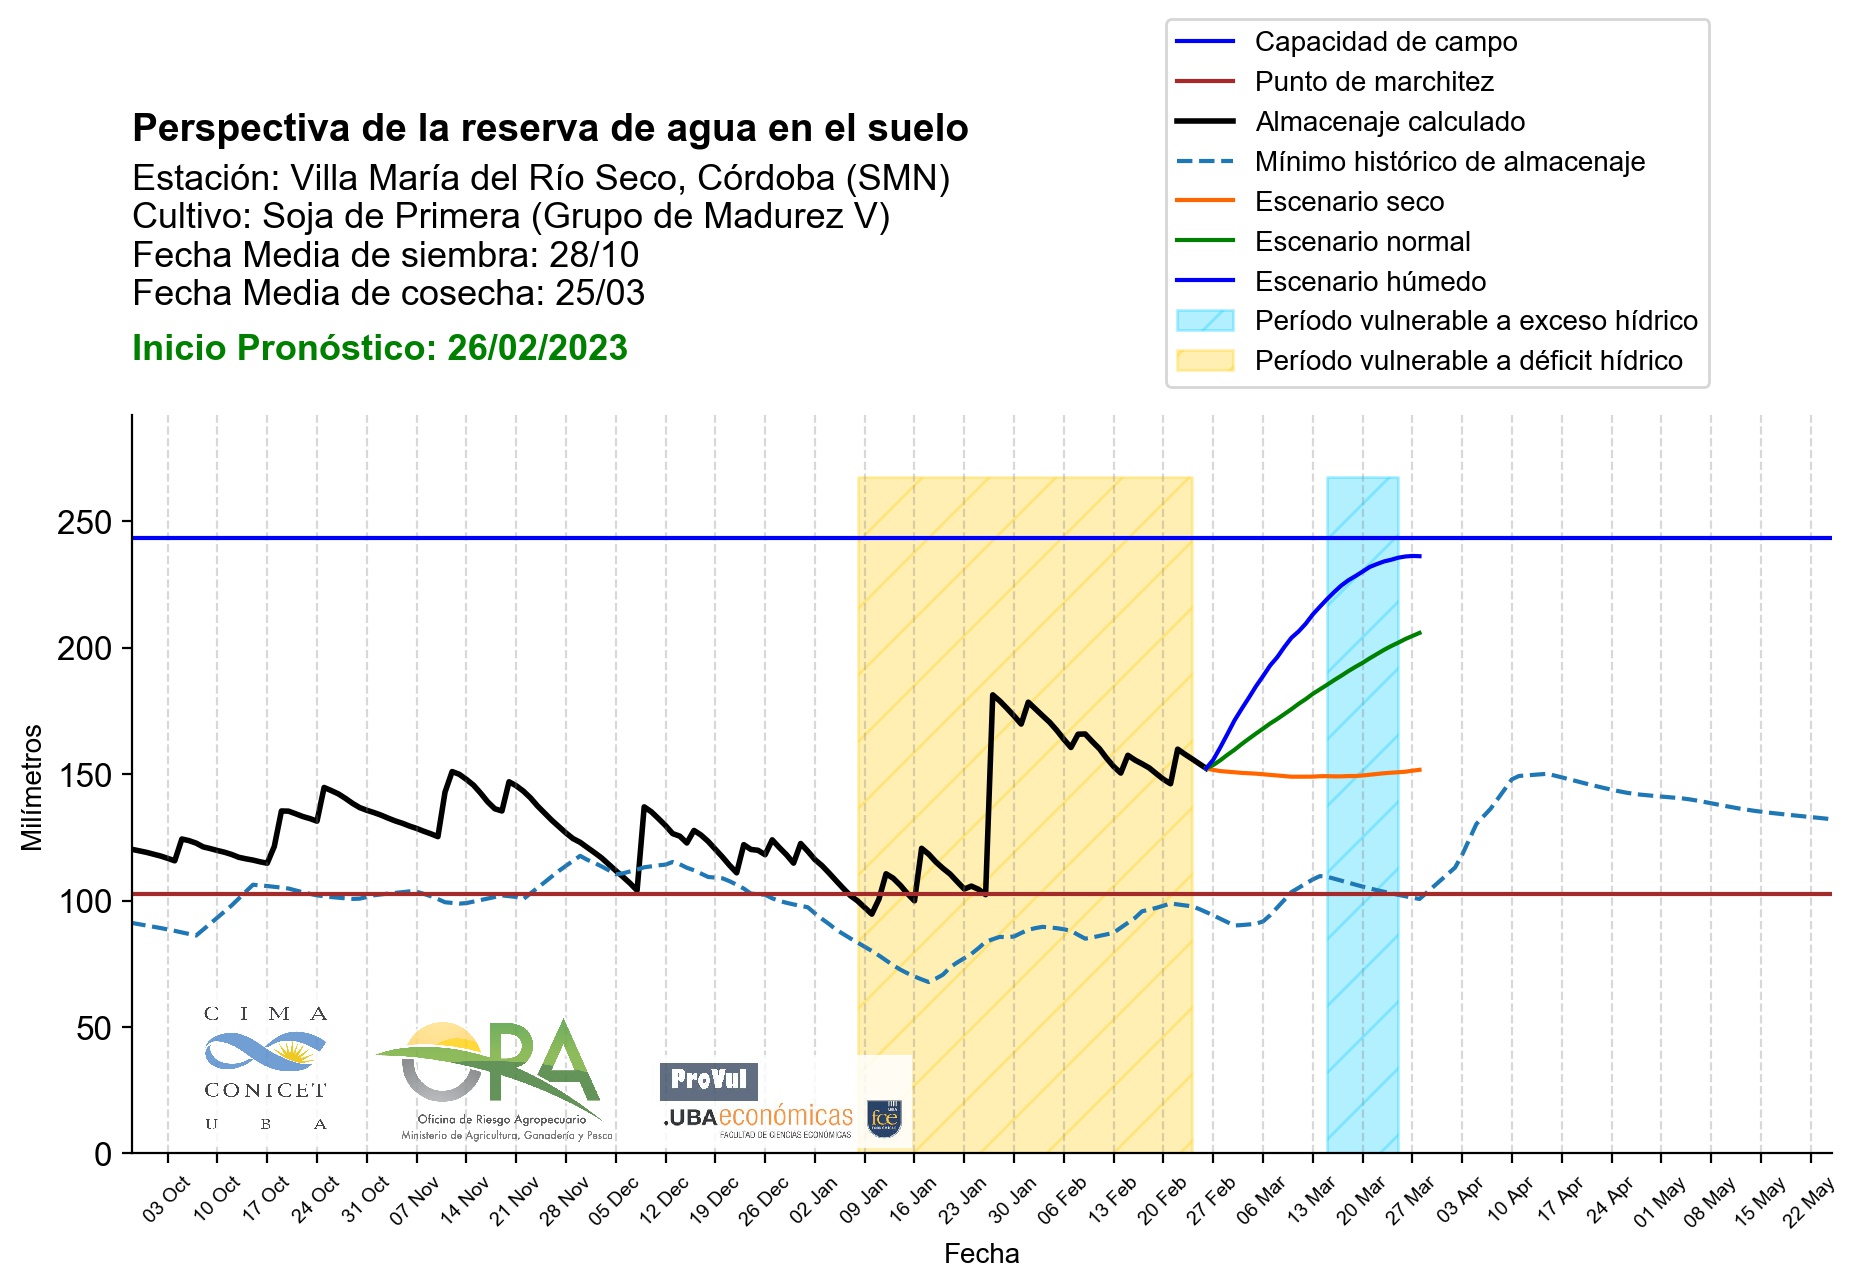 Capacidad de campo
Punto de marchitez
Almacenaje calculado
Mínimo histórico de almacenaje
Escenario seco
Escenario normal
Escenario húmedo
Período vulnerable a exceso hídrico
Período vulnerable a déficit hídrico
Perspectiva de la reserva de agua en el suelo
Estación: Villa María del Río Seco, Córdoba (SMN)
Cultivo: Soja de Primera (Grupo de Madurez V)
Fecha Media de siembra: 28/10
Fecha Media de cosecha: 25/03
Inicio Pronóstico: 26/02/2023
250
200
150
100
50
0
Milímetros
C I M A
CONICET
U B A
ORA
Oficina de Riesgo Agropecuario
Ministerio de Agricultura, Ganadería y Pesca
ProVul
.UBAeconómicas
FACULTAD DE CIENCIAS ECONÓMICAS
UBA
fce
ECONÓMICAS
03 Oct
10 Oct
17 Oct
24 Oct
31 Oct
07 Nov
14 Nov
21 Nov
28 Nov
05 Dec
12 Dec
19 Dec
26 Dec
02 Jan
09 Jan
16 Jan
23 Jan
30 Jan
06 Feb
13 Feb
20 Feb
27 Feb
06 Mar
13 Mar
20 Mar
27 Mar
03 Apr
10 Apr
17 Apr
24 Apr
01 May
08 May
15 May
22 May
Fecha